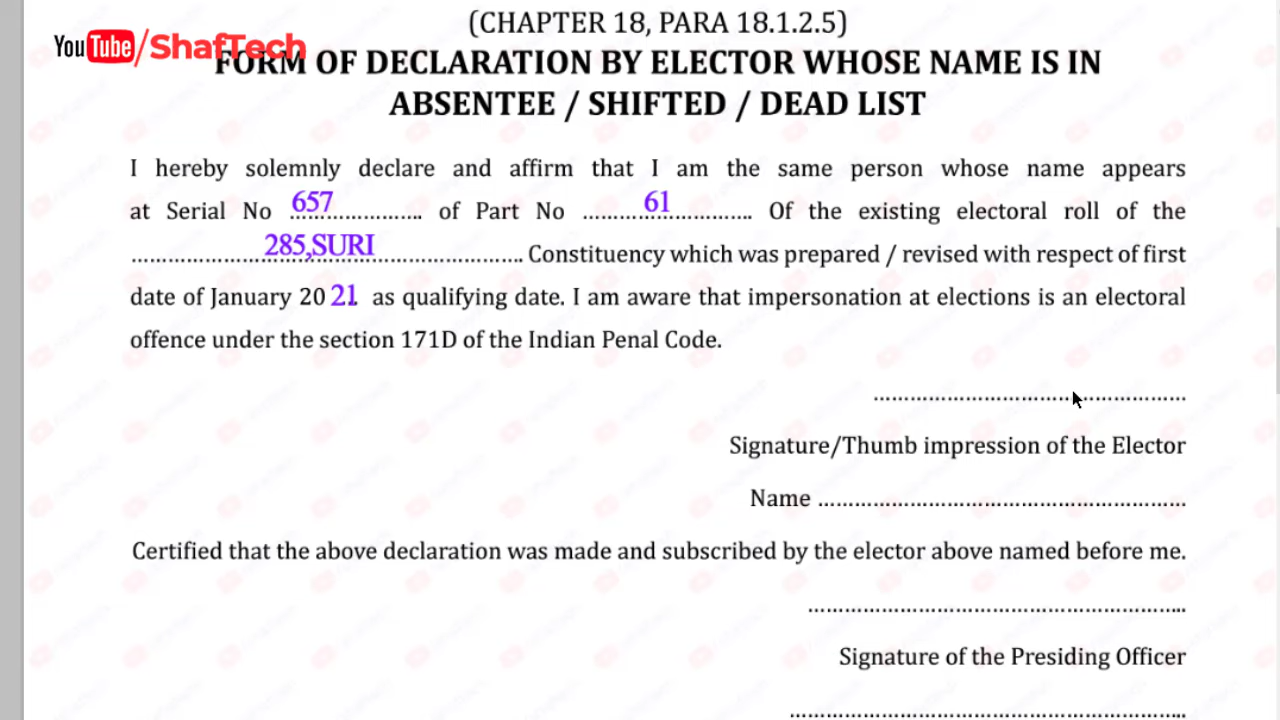 YouTube/ShafTech
(CHAPTER 18, PARA 18.1.2.5)
FORM OF DECLARATION BY ELECTOR WHOSE NAME IS IN
ABSENTEE / SHIFTED / DEAD LIST
I hereby solemnly declare and affirm that I am the same person whose name appears
at Serial No 657 of Part No 61 Of the existing electoral roll of the
285,SURI Constituency which was prepared / revised with respect of first
date of January 20 21 as qualifying date. I am aware that impersonation at elections is an electoral
offence under the section 171D of the Indian Penal Code.
Signature/Thumb impression of the Elector
Name
Certified that the above declaration was made and subscribed by the elector above named before me.
Signature of the Presiding Officer